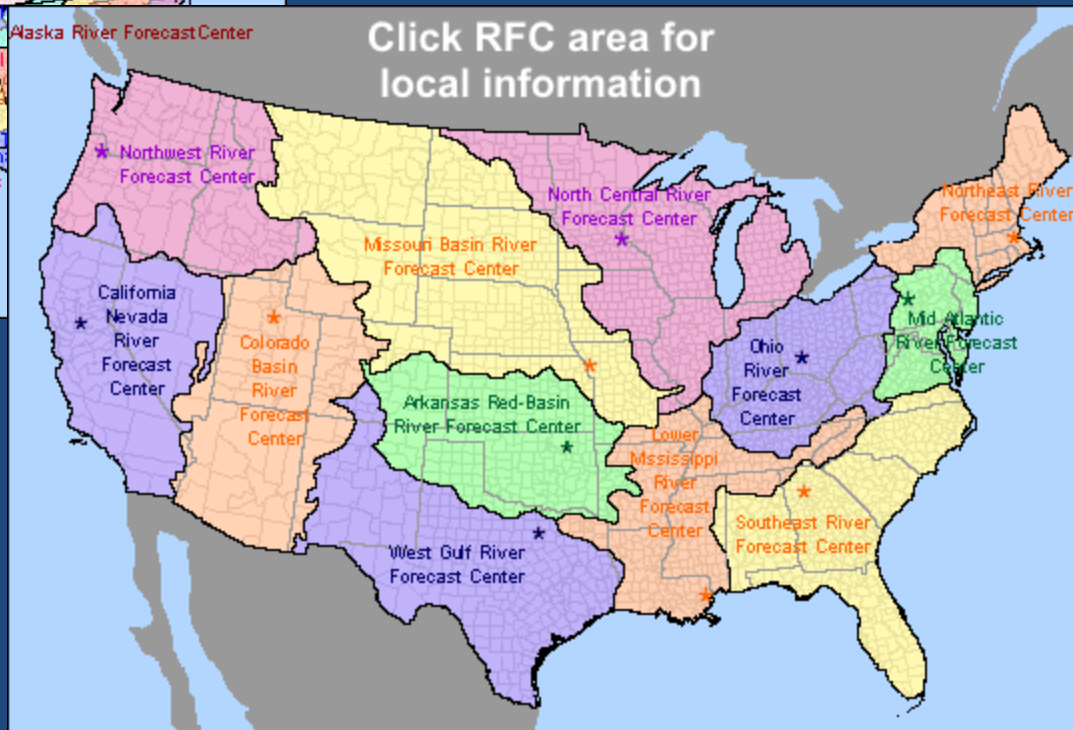 Alaska River Forecast Center
Click RFC area for
local information
Northwest River
Forecast Center
North Central River
Forecast Center
Northeast River
Forecast Center
Missouri Basin River
Forecast Center
California
Nevada
River
Forecast
Center
Colorado
Basin
River
Forecast
Center
Mid Atlantic
River Forecast
Center
Ohio
River
Forecast
Center
Arkansas Red-Basin
River Forecast Center
Lower
Mssissippi
River
Forecast
Center
Southeast River
Forecast Center
West Gulf River
Forecast Center